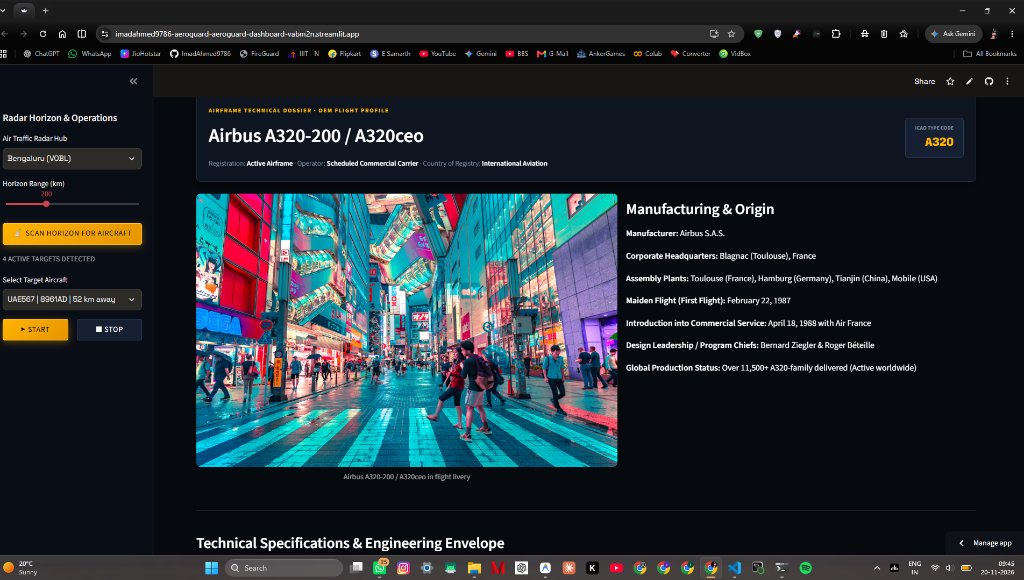 imadahmed9786-aeroguard-aeroguard-dashboard-vabm2n.streamlit.app
Ask Gemini
ChatGPT
WhatsApp
JioHotstar
ImadAhmed9786
FireGuard
IIIT - N
Flipkart
E Samarth
YouTube
Gemini
BBS
G-Mail
AnkerGames
Colab
Converter
VidBox
All Bookmarks
Share
Radar Horizon & Operations
Air Traffic Radar Hub
Bengaluru (VOBL)
Horizon Range (km)
200
SCAN HORIZON FOR AIRCRAFT
4 ACTIVE TARGETS DETECTED
Select Target Aircraft
UAE567 | 8961AD | 52 km away
► START
■ STOP
AIRFRAME TECHNICAL DOSSIER • OEM FLIGHT PROFILE
Airbus A320-200 / A320ceo
Registration: Active Airframe · Operator: Scheduled Commercial Carrier · Country of Registry: International Aviation
ICAO TYPE CODE
A320
SEGA
Airbus A320-200 / A320ceo in flight livery
Manufacturing & Origin
Manufacturer: Airbus S.A.S.
Corporate Headquarters: Blagnac (Toulouse), France
Assembly Plants: Toulouse (France), Hamburg (Germany), Tianjin (China), Mobile (USA)
Maiden Flight (First Flight): February 22, 1987
Introduction into Commercial Service: April 18, 1988 with Air France
Design Leadership / Program Chiefs: Bernard Ziegler & Roger Béteille
Global Production Status: Over 11,500+ A320-family delivered (Active worldwide)
Technical Specifications & Engineering Envelope
Manage app
20°C
Sunny
Search
25
ENG
IN
09:45
20-11-2026